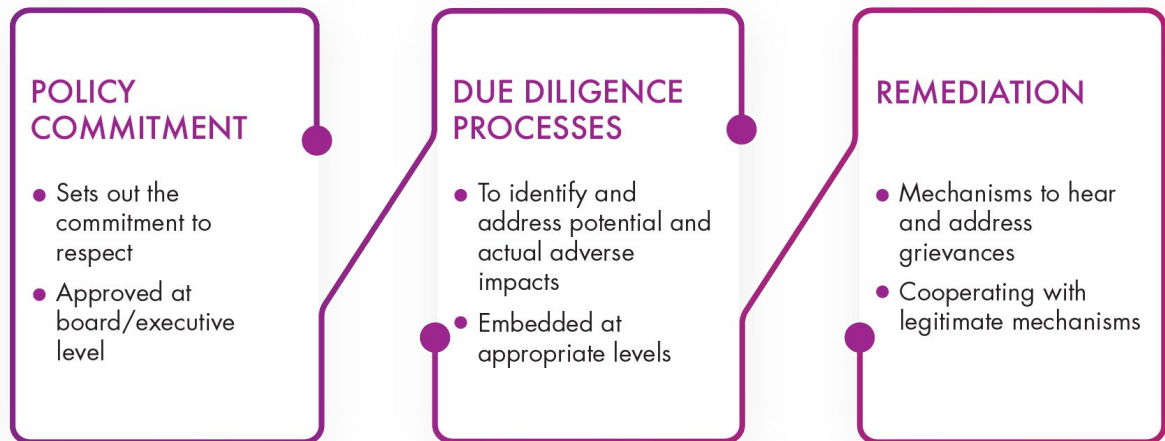 POLICY
COMMITMENT
● Sets out the
commitment to
respect
● Approved at
board/executive
level
DUE DILIGENCE
PROCESSES
● To identify and
address potential and
actual adverse
impacts
● Embedded at
appropriate levels
REMEDIATION
● Mechanisms to hear
and address
grievances
● Cooperating with
legitimate mechanisms